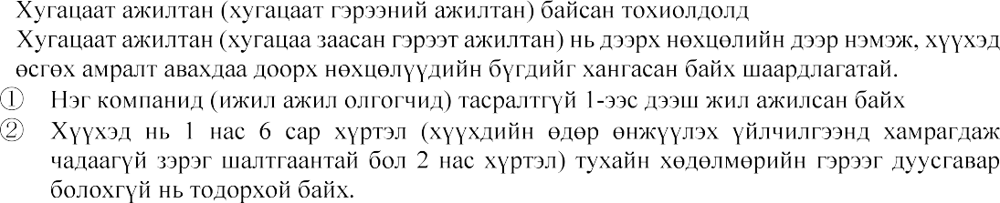 Хугацаат ажилтан (хугацаат гэрээний ажилтан) байсан тохиолдолд
Хугацаат ажилтан (хугацаа заасан гэрээт ажилтан) нь дээрх нөхцөлийн дээр нэмэж, хүүхэд
өсгөх амралт авахдаа доорх нөхцөлүүдийн бүгдийг хангасан байх шаардлагатай.
① Нэг компанид (ижил ажил олгогчид) тасралтгүй 1-ээс дээш жил ажилсан байх
② Хүүхэд нь 1 нас 6 сар хүртэл (хүүхдийн өдөр өнжүүлэх үйлчилгээнд хамрагдаж
чадаагүй зэрэг шалтгаантай бол 2 нас хүртэл) тухайн хөдөлмөрийн гэрээг дуусгавар
болохгүй нь тодорхой байх.